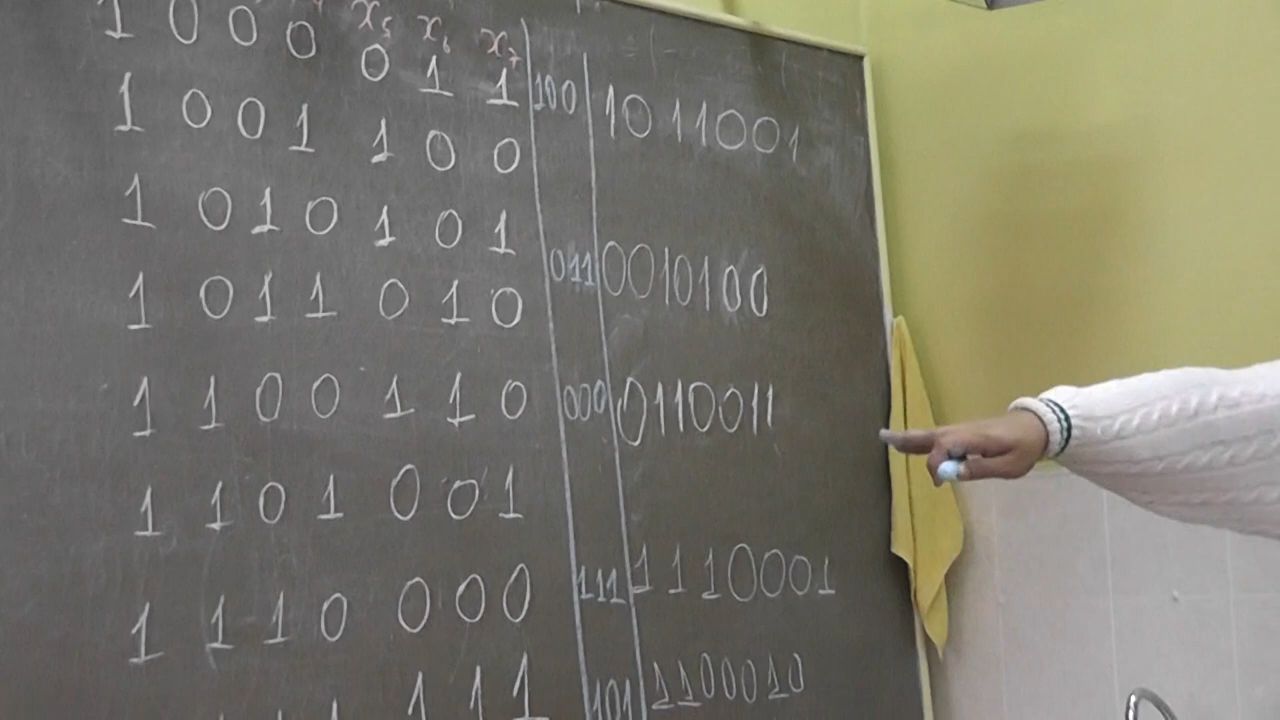 x₅ x₆ x₇
1 0 0 0 0 1 1 100 1011001
1 0 0 1 1 0 0
1 0 1 0 1 0 1 011 0010100
1 0 1 1 0 1 0
1 1 0 0 1 1 0 000 0110011
1 1 0 1 0 0 1
1 1 1 0 0 0 0 111 1110001
1 1 1 1 1 101 1100010